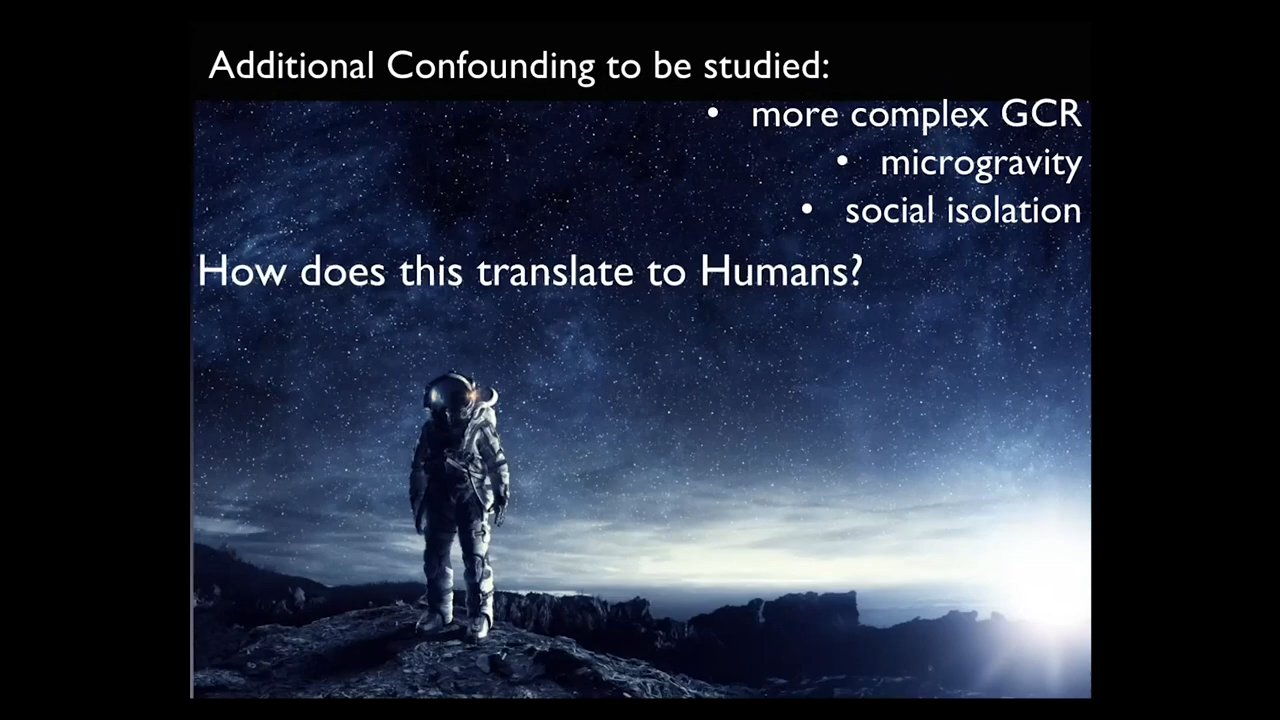 Additional Confounding to be studied:
• more complex GCR
• microgravity
• social isolation
How does this translate to Humans?